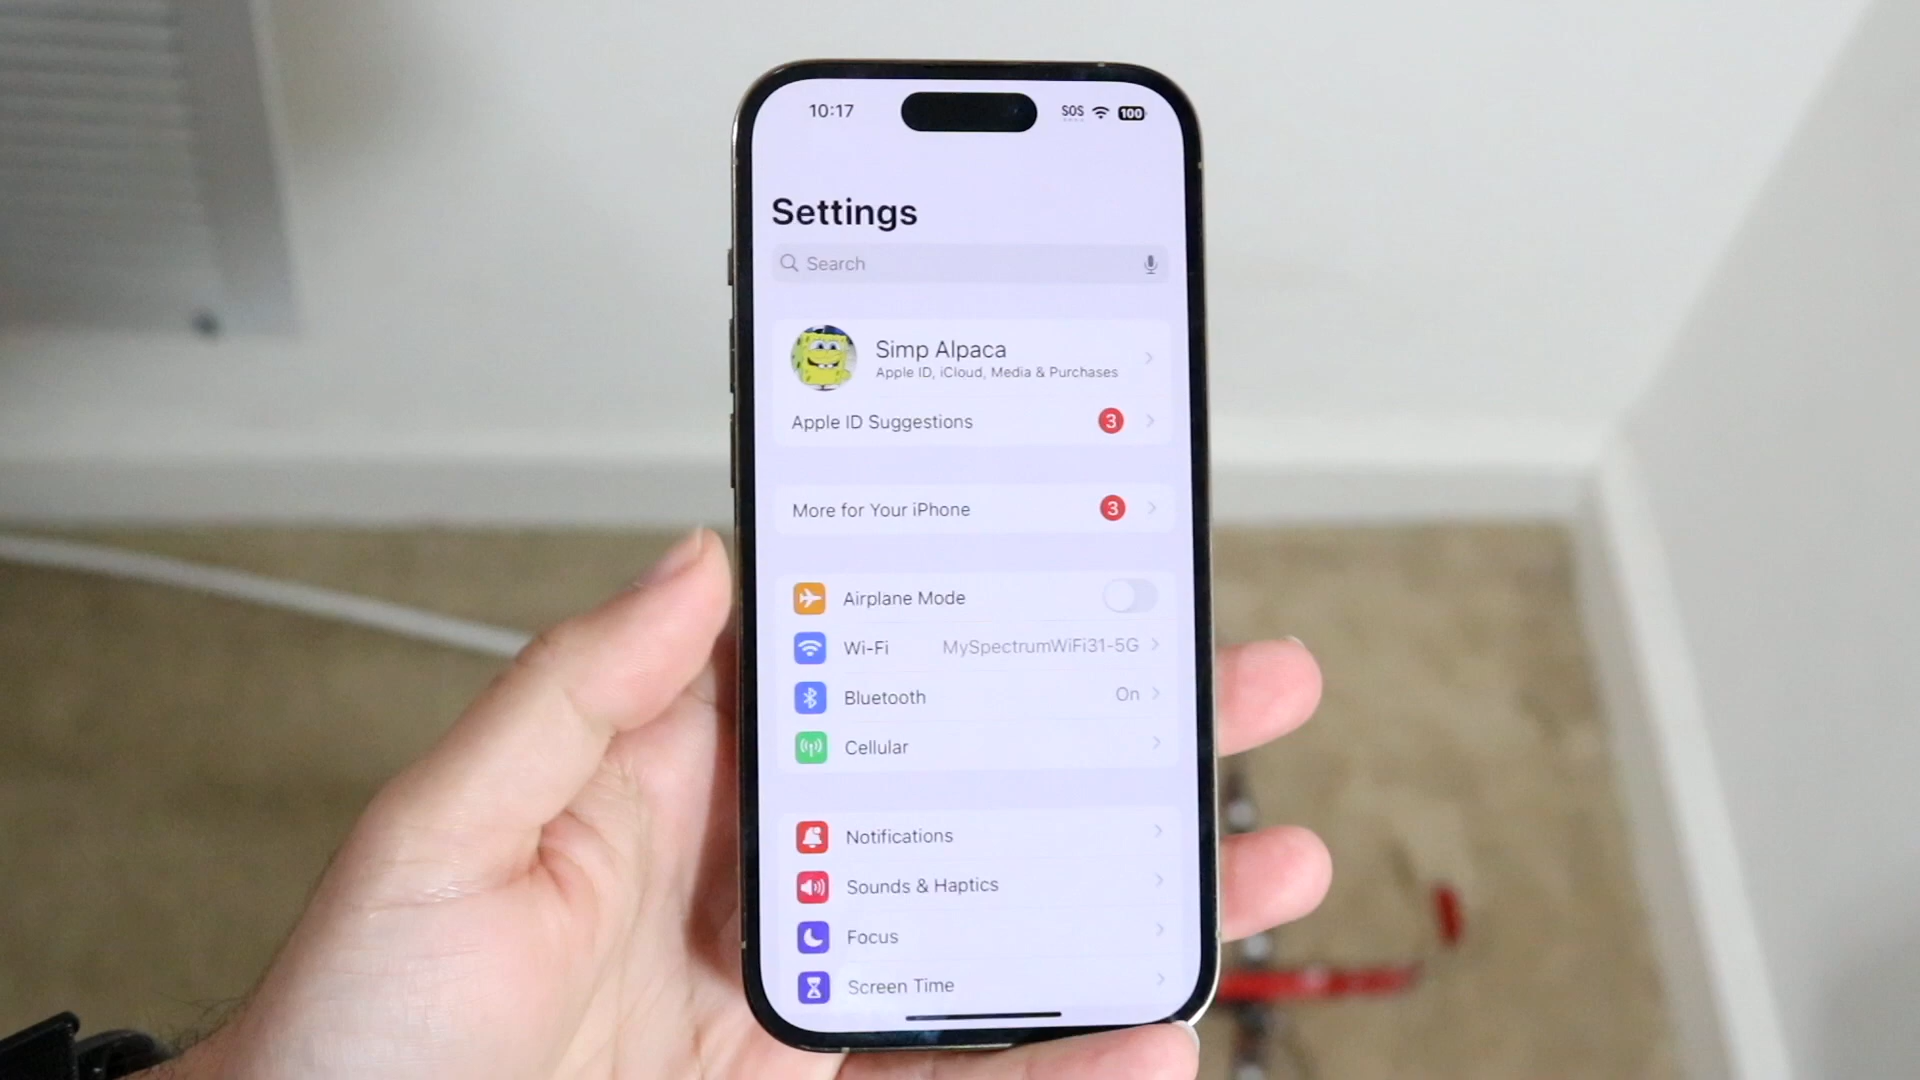 10:17 SOS 100
Settings
Search
Simp Alpaca
Apple ID, iCloud, Media & Purchases
Apple ID Suggestions 3
More for Your iPhone 3
Airplane Mode
Wi-Fi MySpectrumWiFi31-5G
Bluetooth On
Cellular
Notifications
Sounds & Haptics
Focus
Screen Time